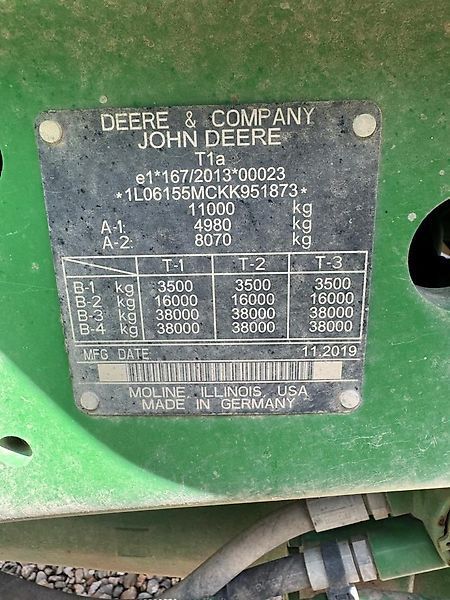 DEERE & COMPANY
JOHN DEERE
T1a
e1*167/2013*00023
*1L06155MCKK951873*
11000 kg
A-1: 4980 kg
A-2: 8070 kg
T-1 T-2 T-3
B-1 kg 3500 3500 3500
B-2 kg 16000 16000 16000
B-3 kg 38000 38000 38000
B-4 kg 38000 38000 38000
MFG DATE 11.2019
MOLINE, ILLINOIS, USA
MADE IN GERMANY